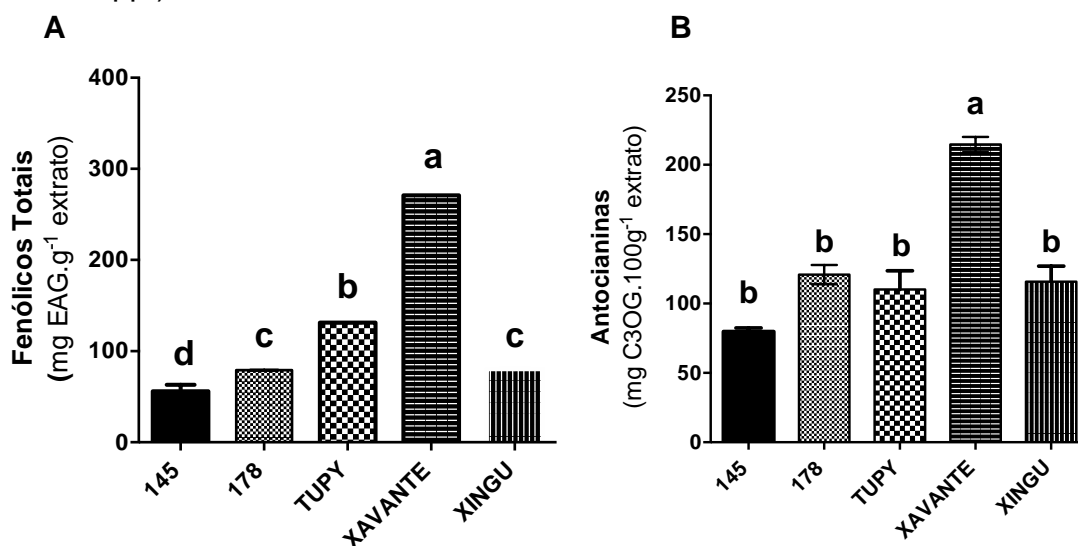 A
Fenólicos Totais
(mg EAG.g⁻¹ extrato)
400
300
200
100
0
d
c
b
a
c
145
178
TUPY
XAVANTE
XINGU
B
Antocianinas
(mg C3OG.100g⁻¹ extrato)
250
200
150
100
50
0
b
b
b
a
b
145
178
TUPY
XAVANTE
XINGU